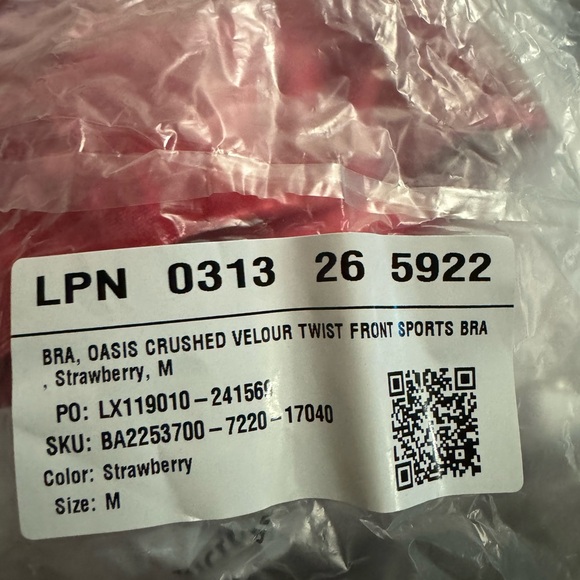 LPN 0313 26 5922
BRA, OASIS CRUSHED VELOUR TWIST FRONT SPORTS BRA
, Strawberry, M
PO: LX119010-241569
SKU: BA2253700-7220-17040
Color: Strawberry
Size: M